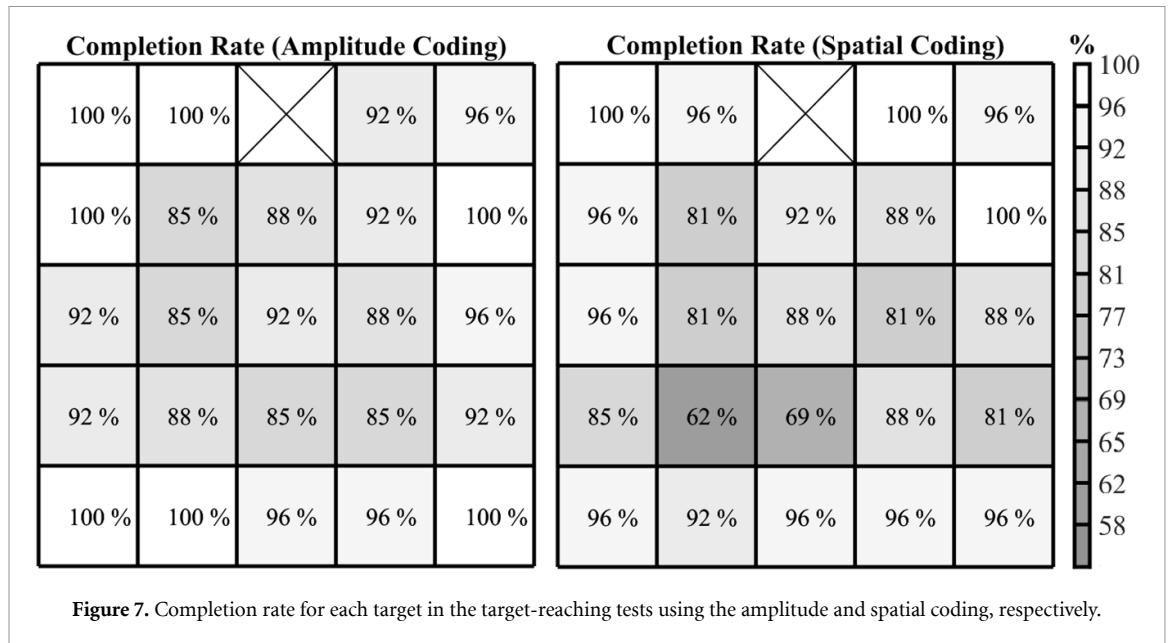 Completion Rate (Amplitude Coding)
100 % 100 % 92 % 96 %
100 % 85 % 88 % 92 % 100 %
92 % 85 % 92 % 88 % 96 %
92 % 88 % 85 % 85 % 92 %
100 % 100 % 96 % 96 % 100 %
Completion Rate (Spatial Coding)
100 % 96 % 100 % 96 %
96 % 81 % 92 % 88 % 100 %
96 % 81 % 88 % 81 % 88 %
85 % 62 % 69 % 88 % 81 %
96 % 92 % 96 % 96 % 96 %
%
100
96
92
88
85
81
77
73
69
65
62
58
Figure 7. Completion rate for each target in the target-reaching tests using the amplitude and spatial coding, respectively.